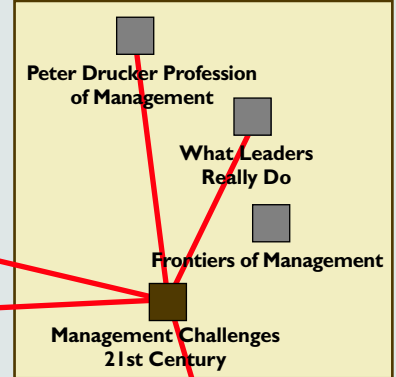 Peter Drucker Profession
of Management
What Leaders
Really Do
Frontiers of Management
Management Challenges
21st Century